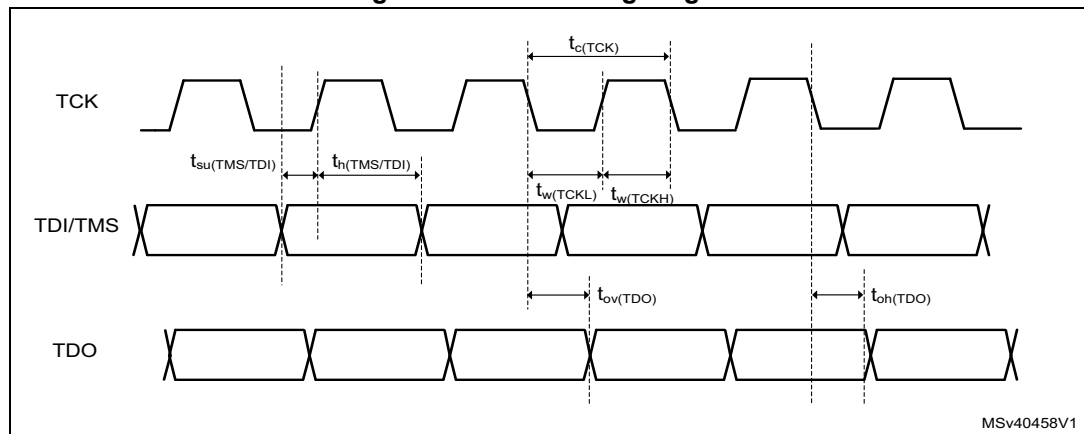 tc(TCK)
TCK
tsu(TMS/TDI) th(TMS/TDI)
tw(TCKL) tw(TCKH)
TDI/TMS
tov(TDO) toh(TDO)
TDO
MSv40458V1